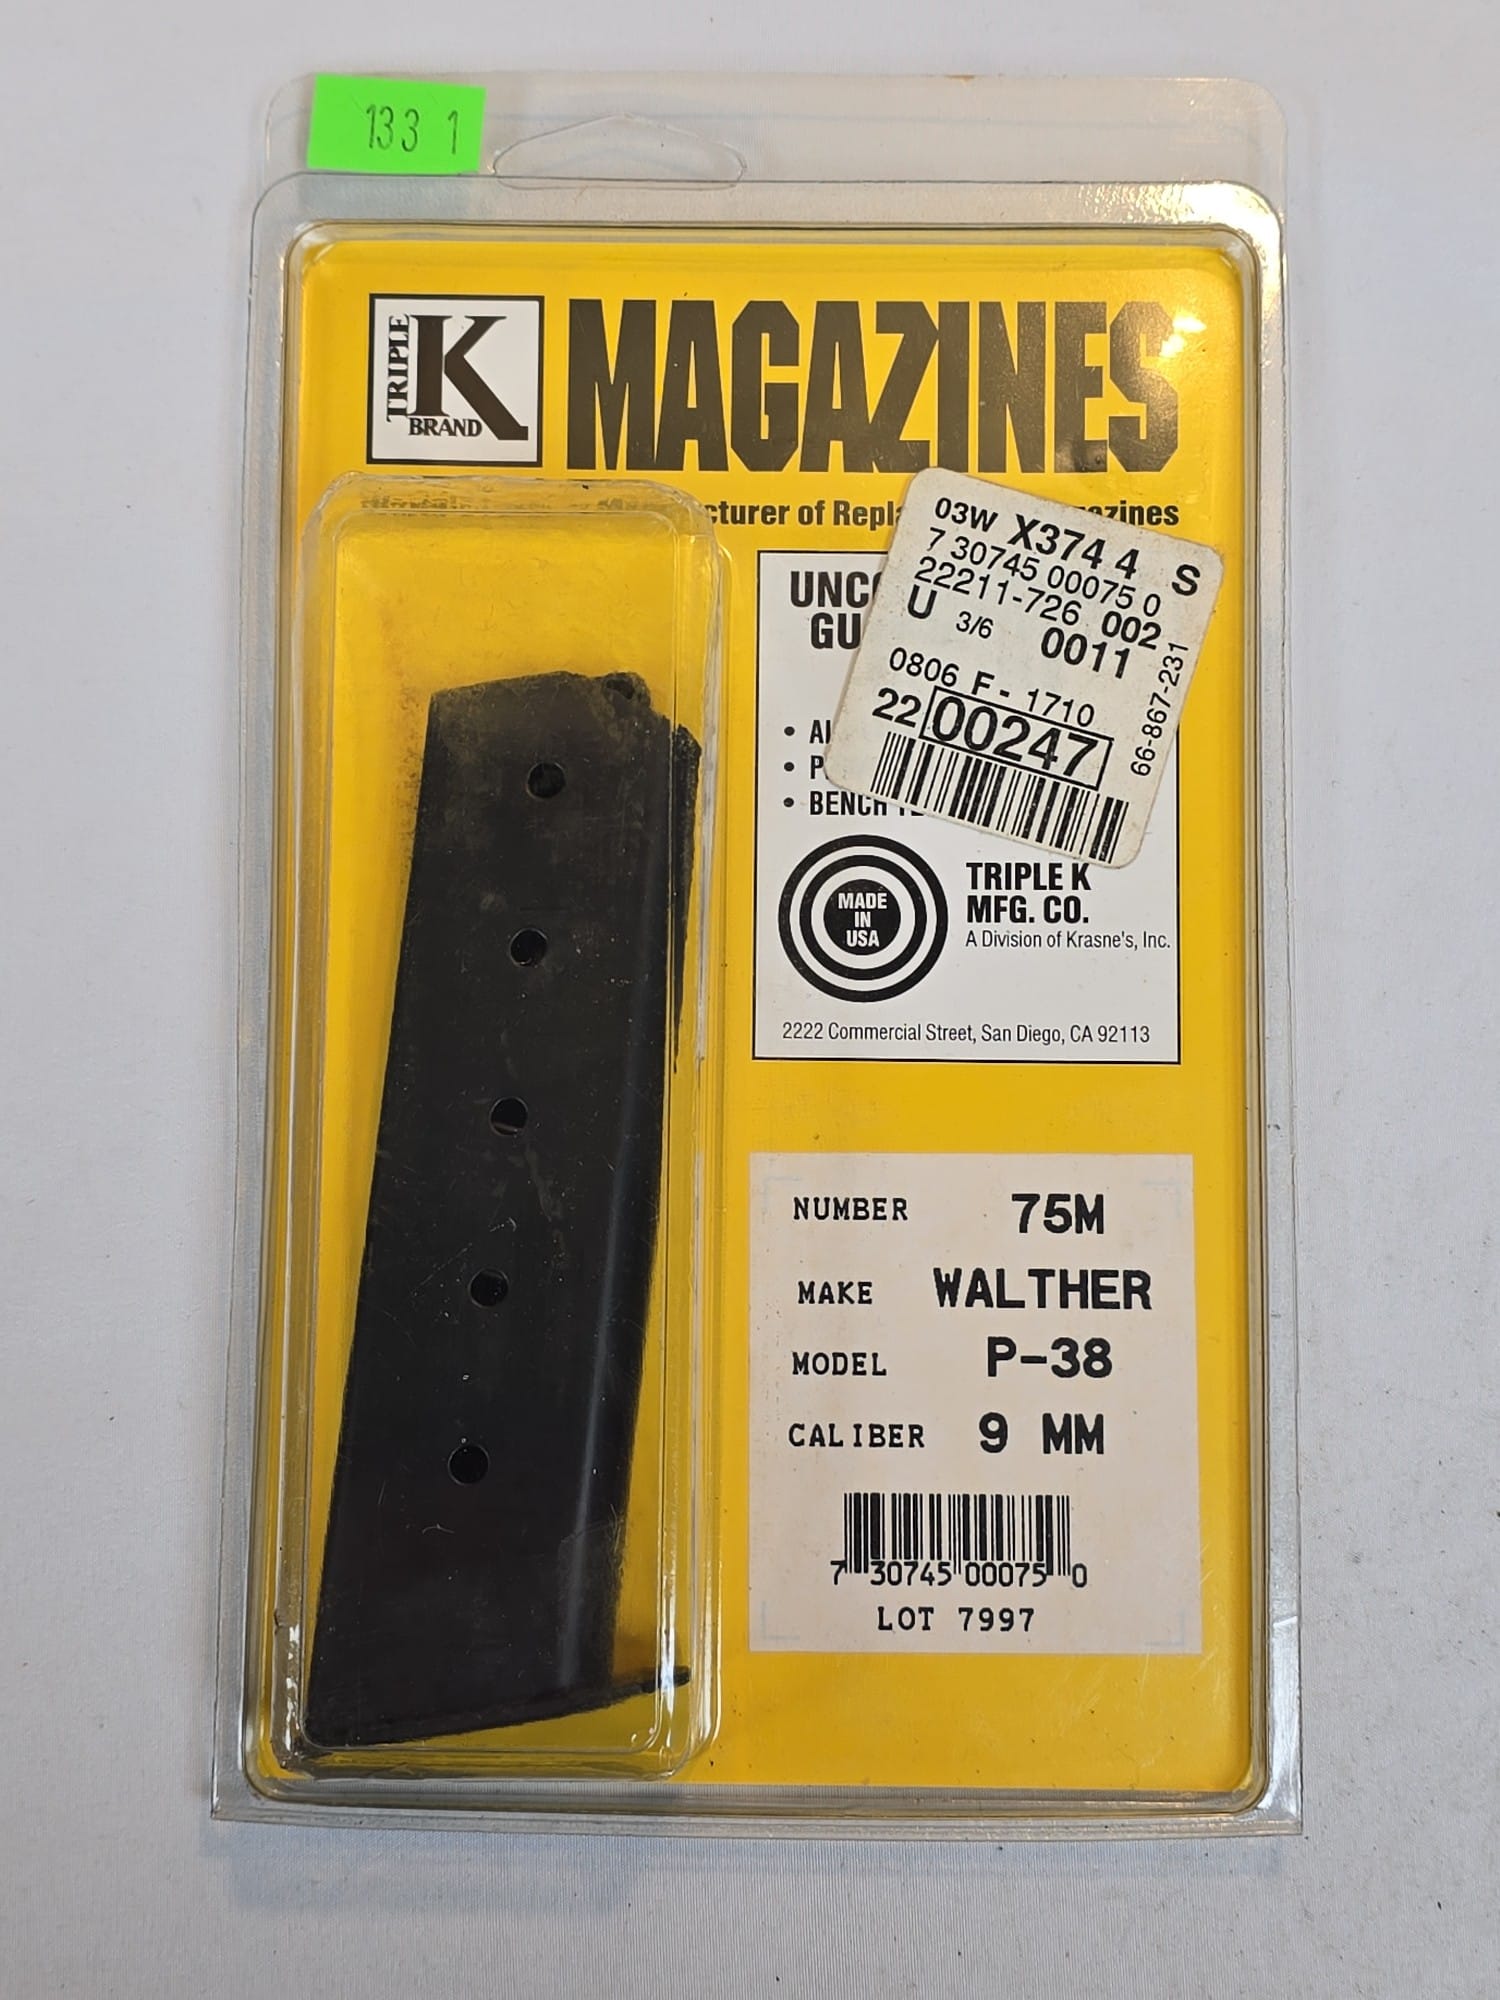 133 1
TRIPLE K BRAND
MAGAZINES
cturer of Repla azines
03W X374 4 S
7 30745 00075 0
22211-726 002
U 3/6 0011
0806 F - 1710
22 00247
66-867-231
UNCO
GU
• P
• BENCH
MADE
IN
USA
TRIPLE K
MFG. CO.
A Division of Krasne's, Inc.
2222 Commercial Street, San Diego, CA 92113
NUMBER 75M
MAKE WALTHER
MODEL P-38
CALIBER 9 MM
7 30745 00075 0
LOT 7997